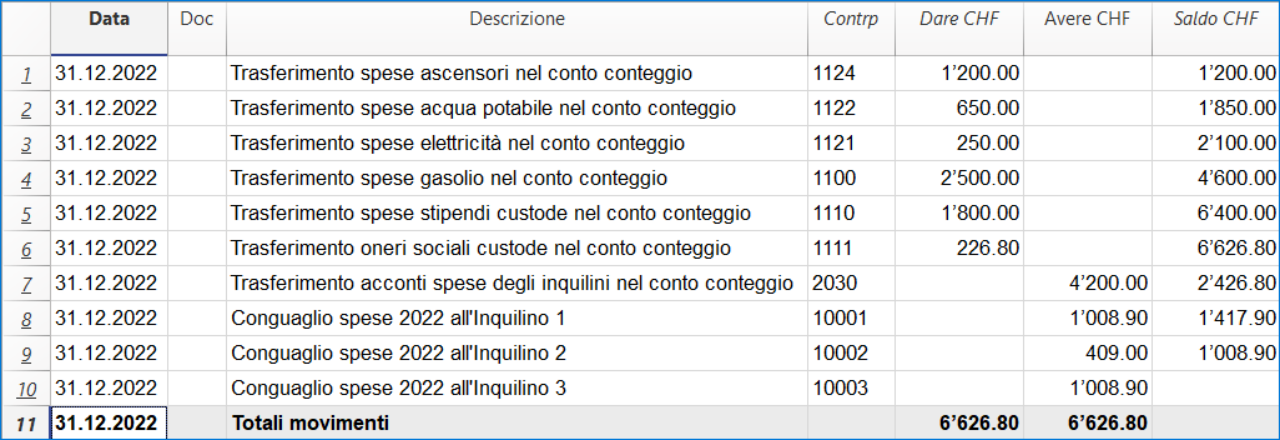 Data Doc Descrizione Contrp Dare CHF Avere CHF Saldo CHF
1 31.12.2022 Trasferimento spese ascensori nel conto conteggio 1124 1’200.00 1’200.00
2 31.12.2022 Trasferimento spese acqua potabile nel conto conteggio 1122 650.00 1’850.00
3 31.12.2022 Trasferimento spese elettricità nel conto conteggio 1121 250.00 2’100.00
4 31.12.2022 Trasferimento spese gasolio nel conto conteggio 1100 2’500.00 4’600.00
5 31.12.2022 Trasferimento spese stipendi custode nel conto conteggio 1110 1’800.00 6’400.00
6 31.12.2022 Trasferimento oneri sociali custode nel conto conteggio 1111 226.80 6’626.80
7 31.12.2022 Trasferimento acconti spese degli inquilini nel conto conteggio 2030 4’200.00 2’426.80
8 31.12.2022 Conguaglio spese 2022 all'Inquilino 1 10001 1’008.90 1’417.90
9 31.12.2022 Conguaglio spese 2022 all'Inquilino 2 10002 409.00 1’008.90
10 31.12.2022 Conguaglio spese 2022 all'Inquilino 3 10003 1’008.90
11 31.12.2022 Totali movimenti 6’626.80 6’626.80